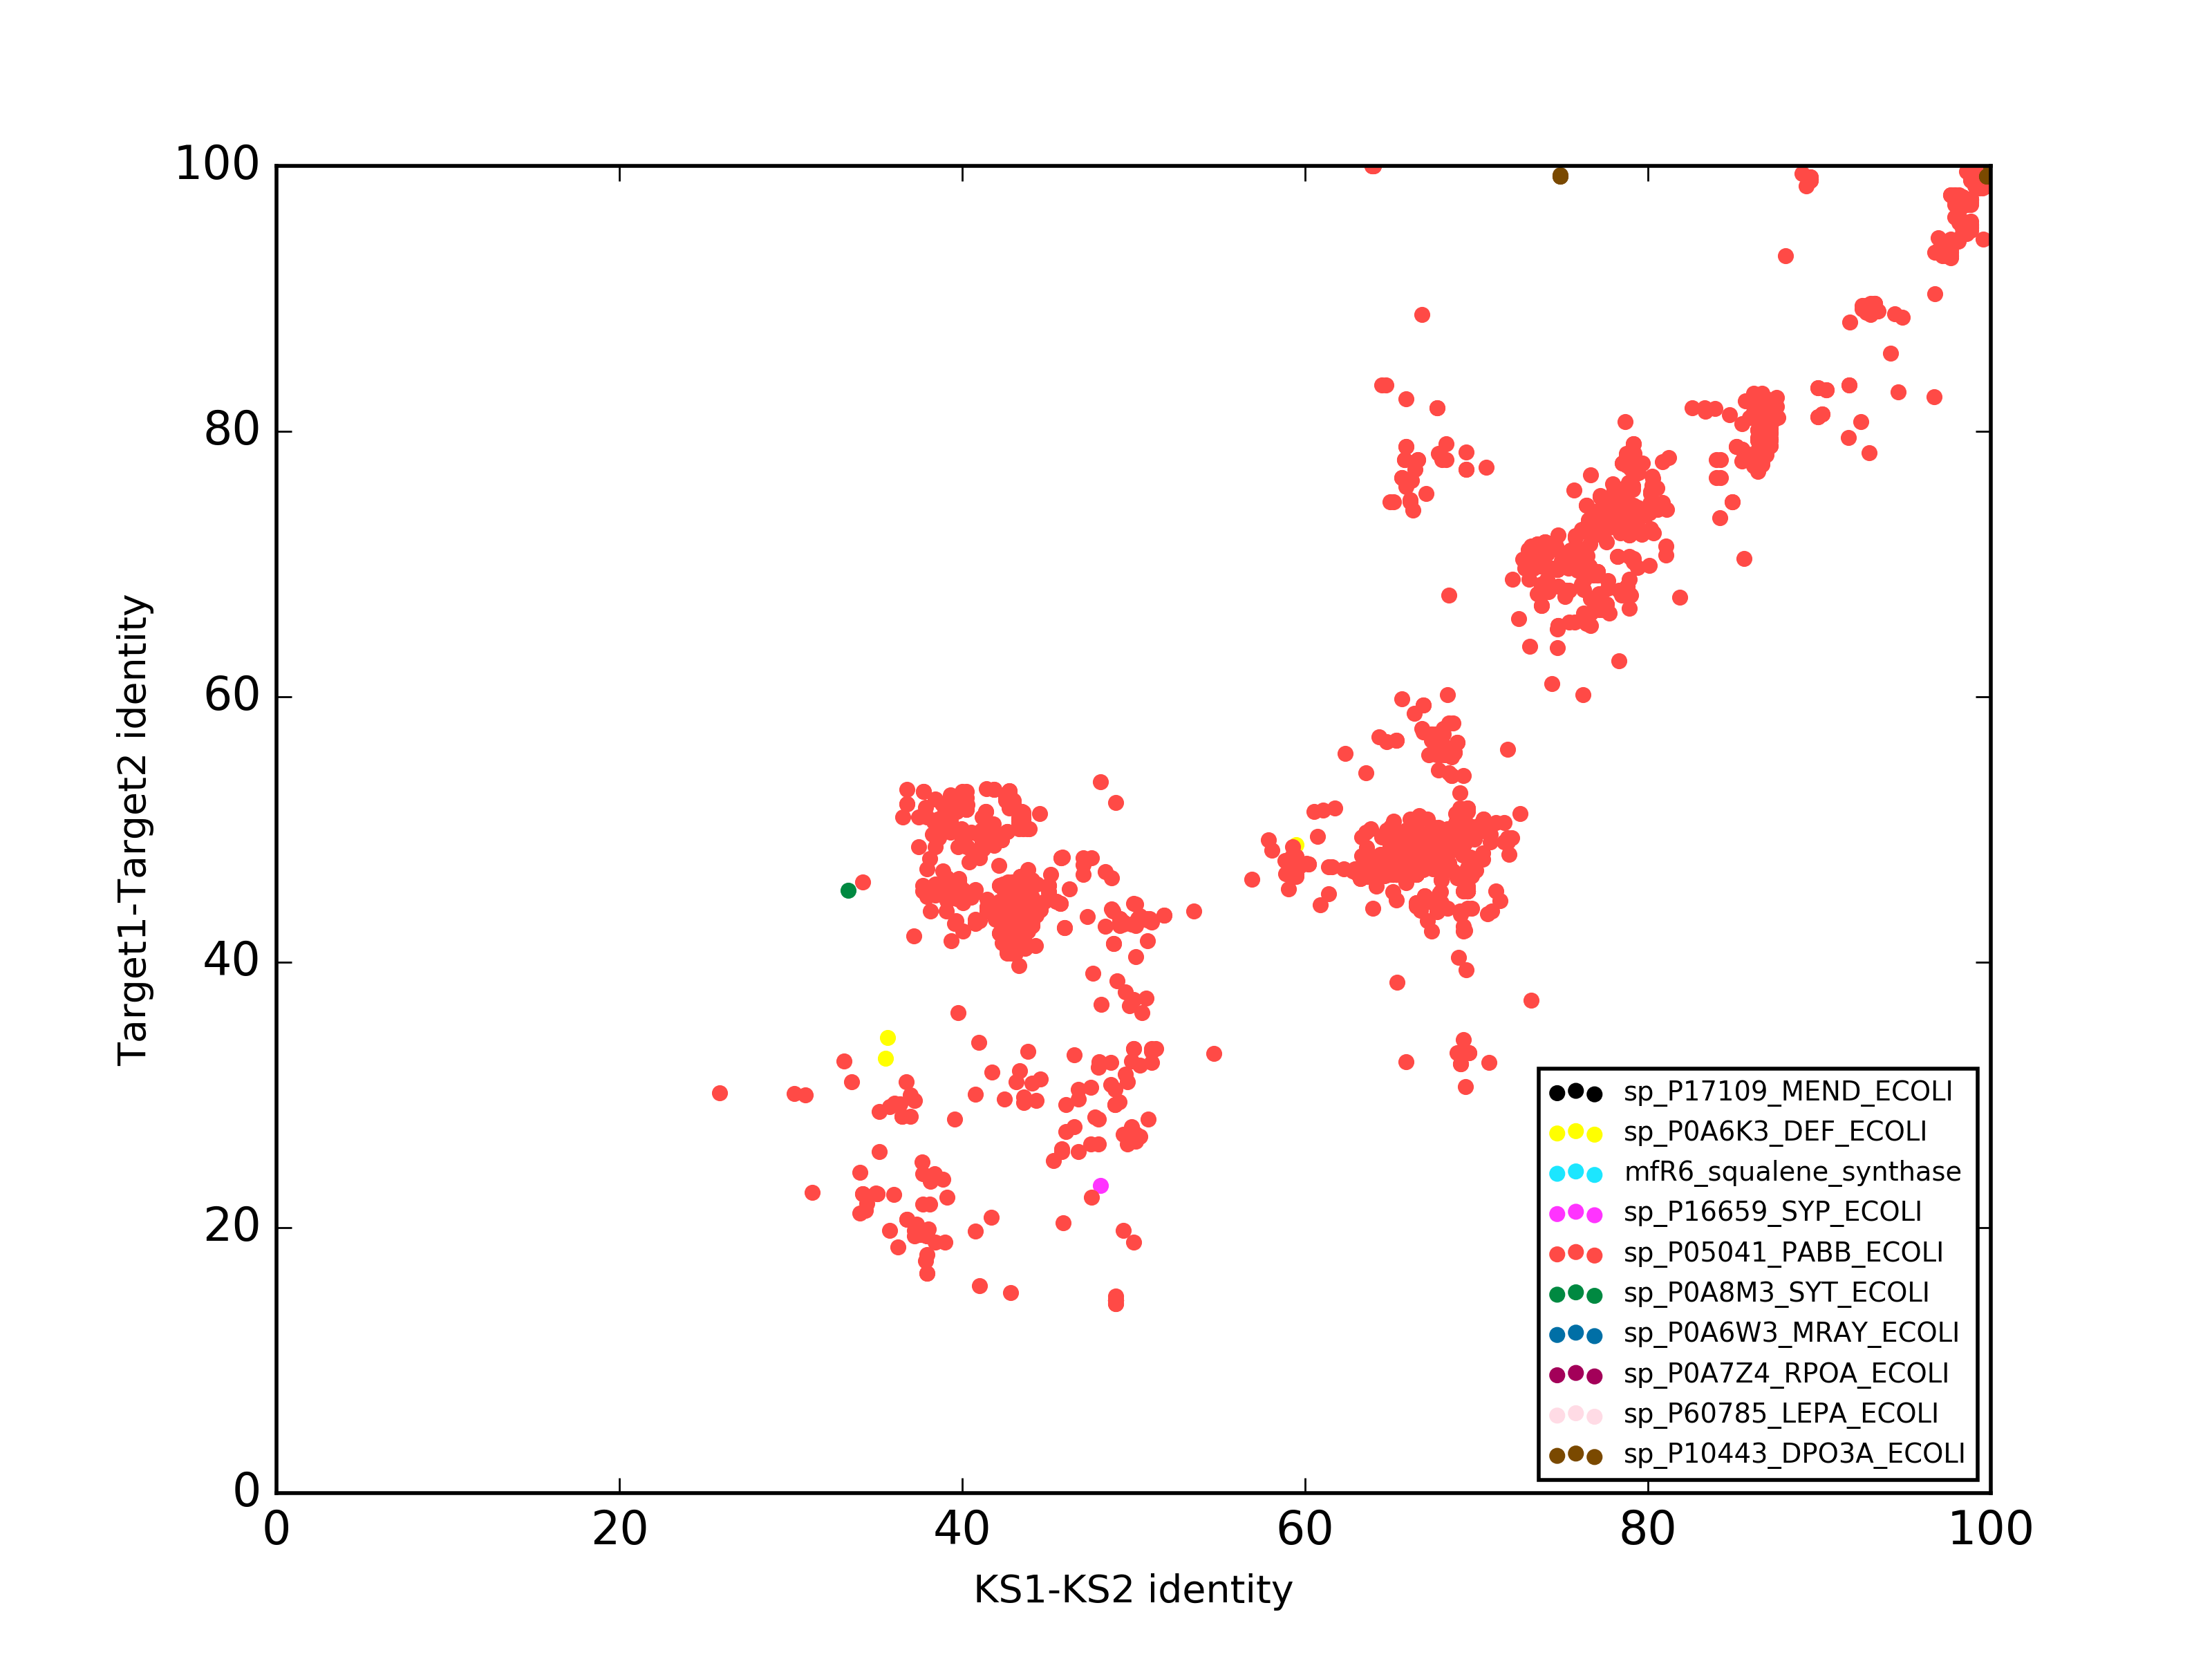 100
80
60
40
20
0
Target1-Target2 identity
0 20 40 60 80 100
KS1-KS2 identity
sp_P17109_MEND_ECOLI
sp_P0A6K3_DEF_ECOLI
mfR6_squalene_synthase
sp_P16659_SYP_ECOLI
sp_P05041_PABB_ECOLI
sp_P0A8M3_SYT_ECOLI
sp_P0A6W3_MRAY_ECOLI
sp_P0A7Z4_RPOA_ECOLI
sp_P60785_LEPA_ECOLI
sp_P10443_DPO3A_ECOLI